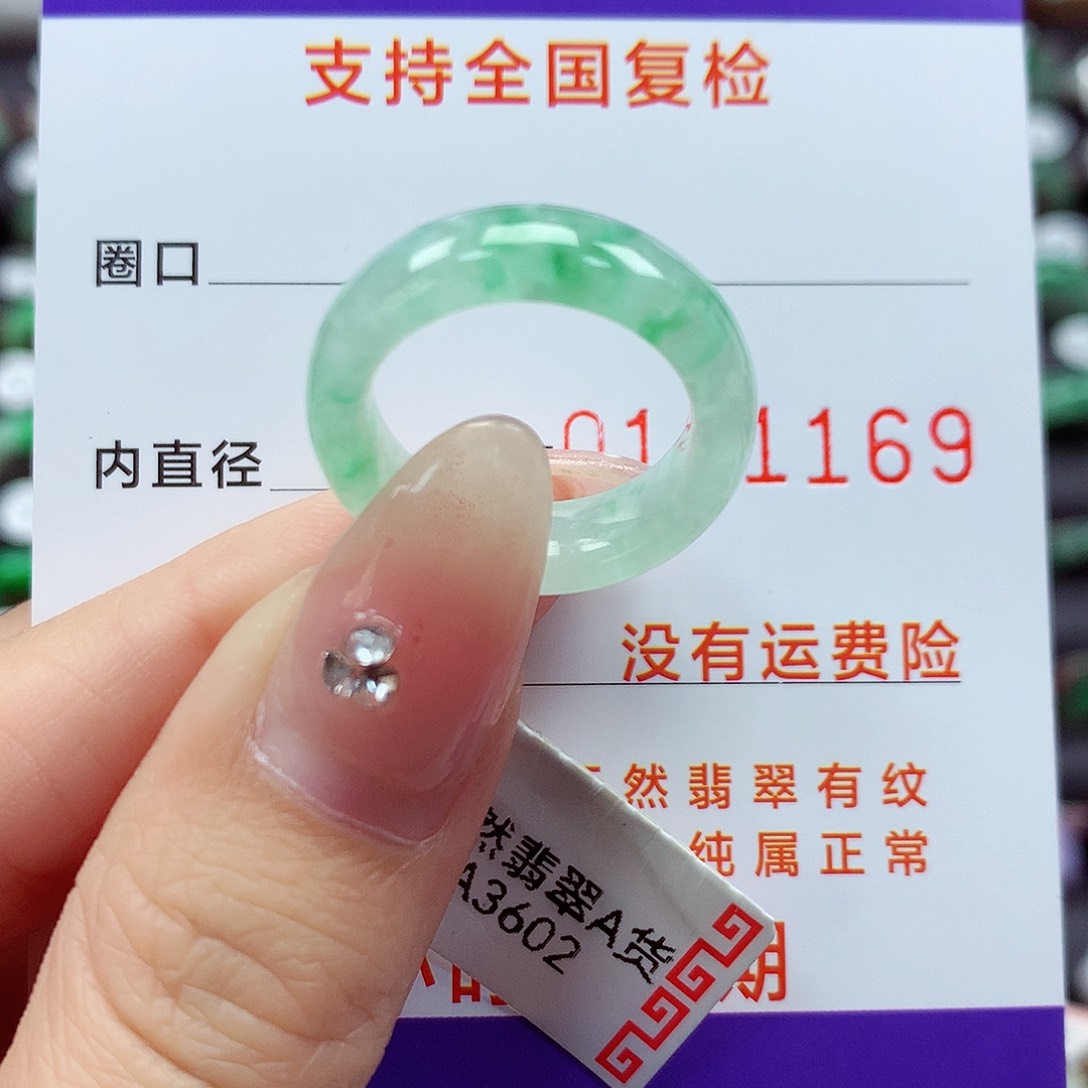 支持全国复检
圈口
内直径
01 1169
没有运费险
然翡翠有纹
纯属正常
然翡翠A货
A3602
期